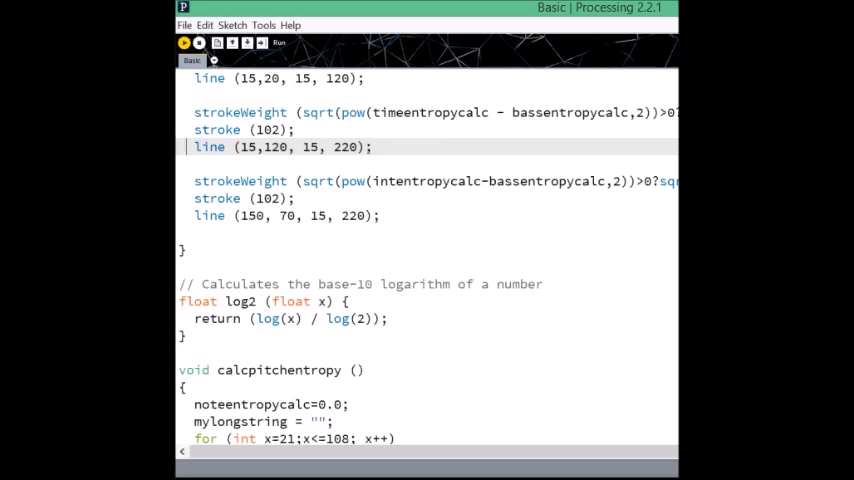 Basic | Processing 2.2.1
File Edit Sketch Tools Help
Run
Basic
line (15,20, 15, 120);
strokeWeight (sqrt(pow(timeentropycalc - bassentropycalc,2))>0?
stroke (102);
line (15,120, 15, 220);
strokeWeight (sqrt(pow(intentropycalc-bassentropycalc,2))>0?sq
stroke (102);
line (150, 70, 15, 220);
}
// Calculates the base-10 logarithm of a number
float log2 (float x) {
return (log(x) / log(2));
}
void calcpitchentropy ()
{
noteentropycalc=0.0;
mylongstring = "";
for (int x=21;x<=108; x++)